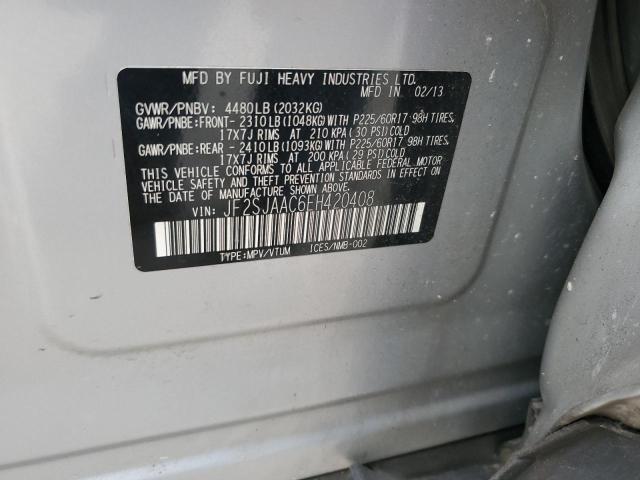 MFD BY FUJI HEAVY INDUSTRIES LTD.
MFD IN 02/13
GVWR/PNBV: 4480LB (2032KG)
GAWR/PNBE:FRONT- 2310LB (1048KG) WITH P225/60R17 98H TIRES,
17X7J RIMS AT 210 KPA (30 PSI) COLD
GAWR/PNBE:REAR - 2410LB (1093KG) WITH P225/60R17 98H TIRES,
17X7J RIMS AT 200 KPA (29 PSI) COLD
THIS VEHICLE CONFORMS TO ALL APPLICABLE FEDERAL MOTOR
VEHICLE SAFETY AND BUMPER STANDARDS IN EFFECT ON THE
DATE OF MANUFACTURE SHOWN ABOVE.
VIN: JF2SJAAC6FH420408
TYPE:MPV/VTUM ICES/NMB-002